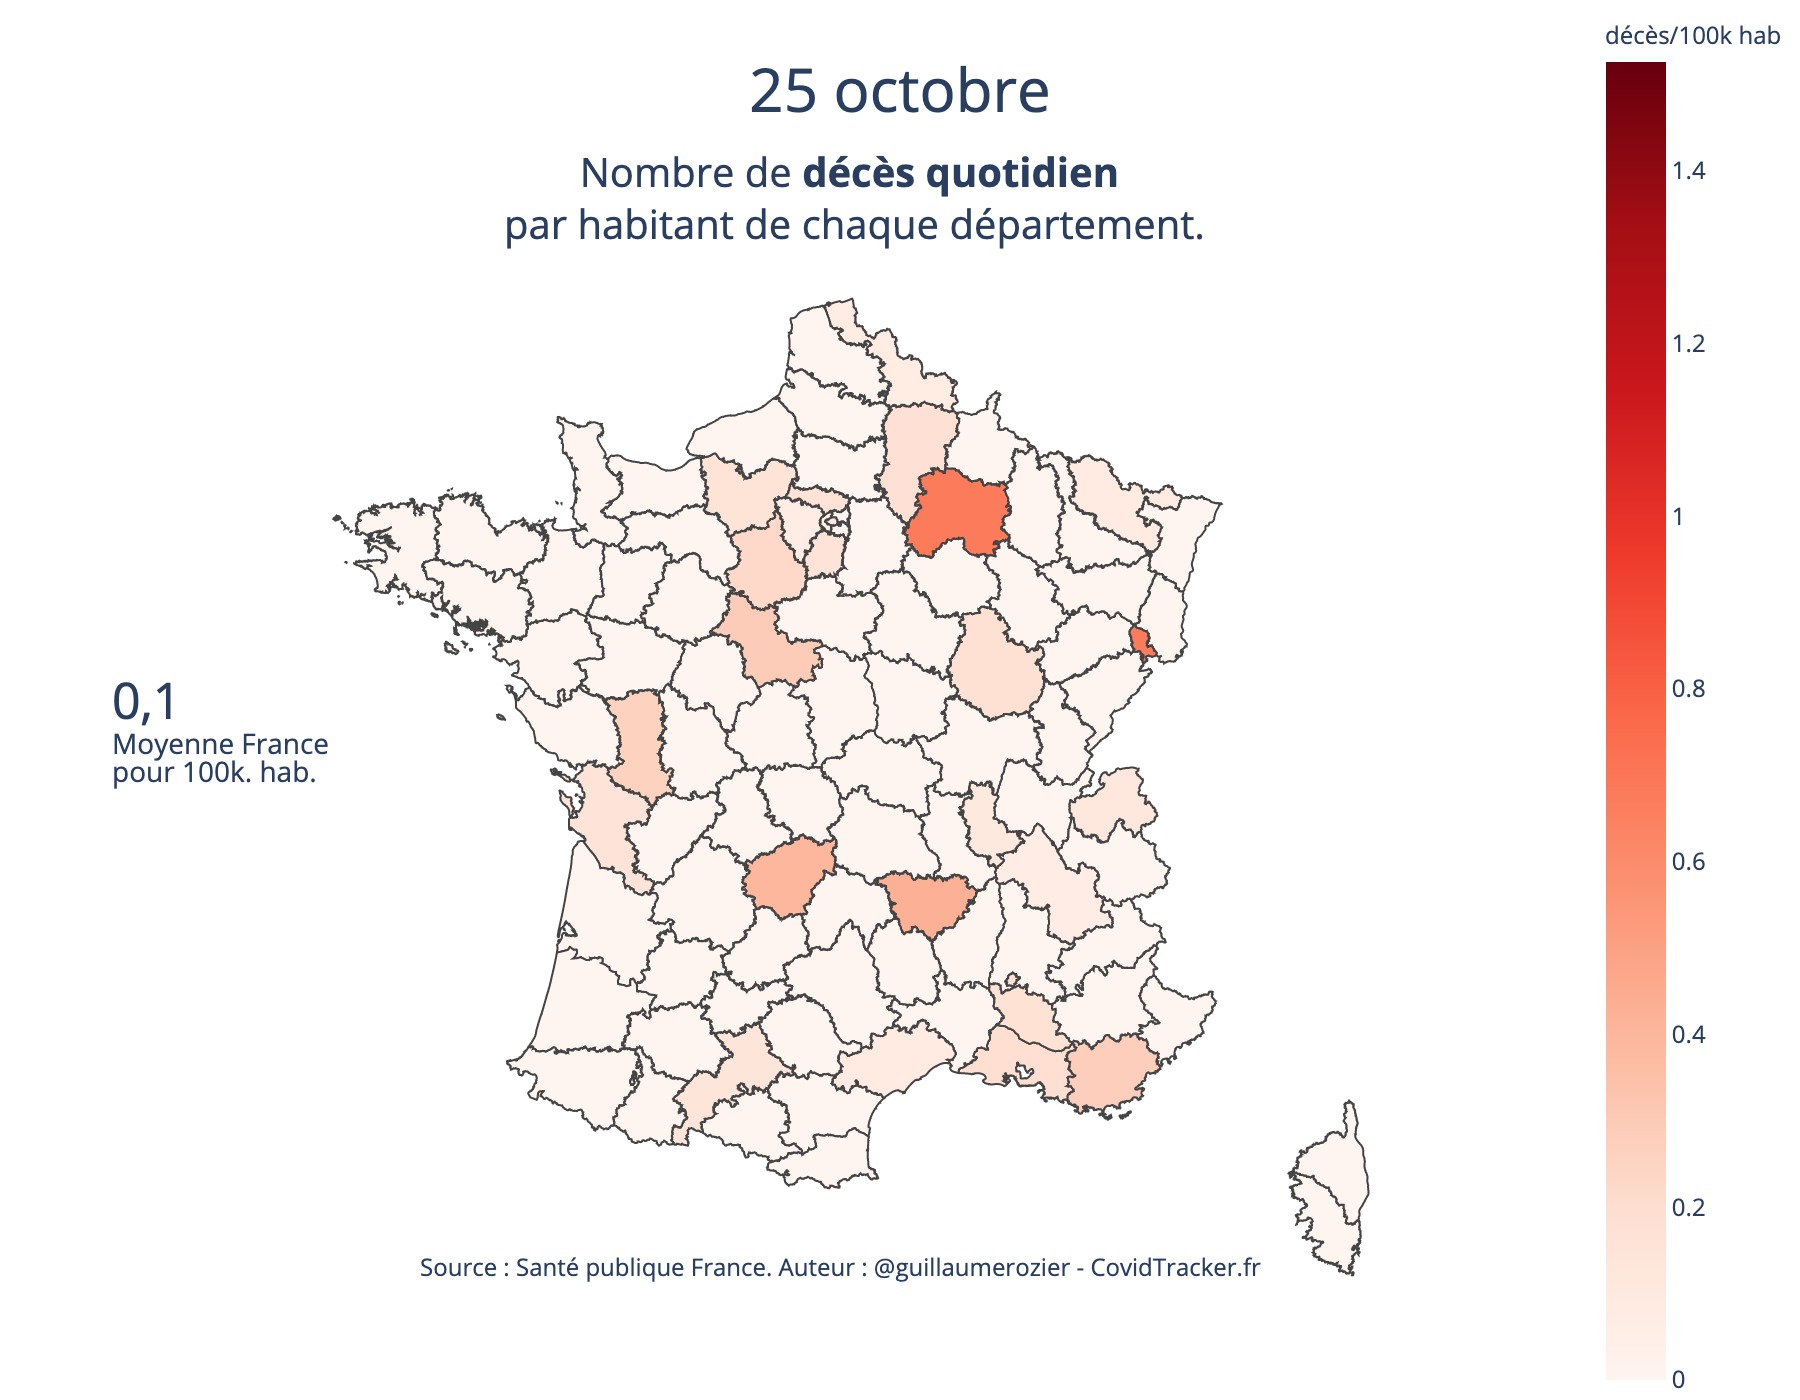 décès/100k hab
25 octobre
Nombre de décès quotidien
par habitant de chaque département.
1.4
1.2
1
0.8
0.6
0.4
0.2
0
0,1
Moyenne France
pour 100k. hab.
Source : Santé publique France. Auteur : @guillaumerozier - CovidTracker.fr